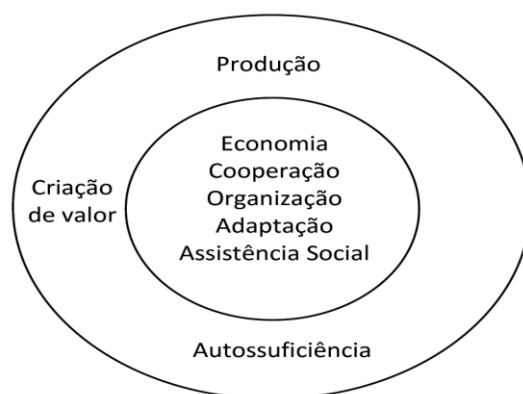 Produção
Economia
Cooperação
Organização
Adaptação
Assistência Social
Criação
de valor
Autossuficiência